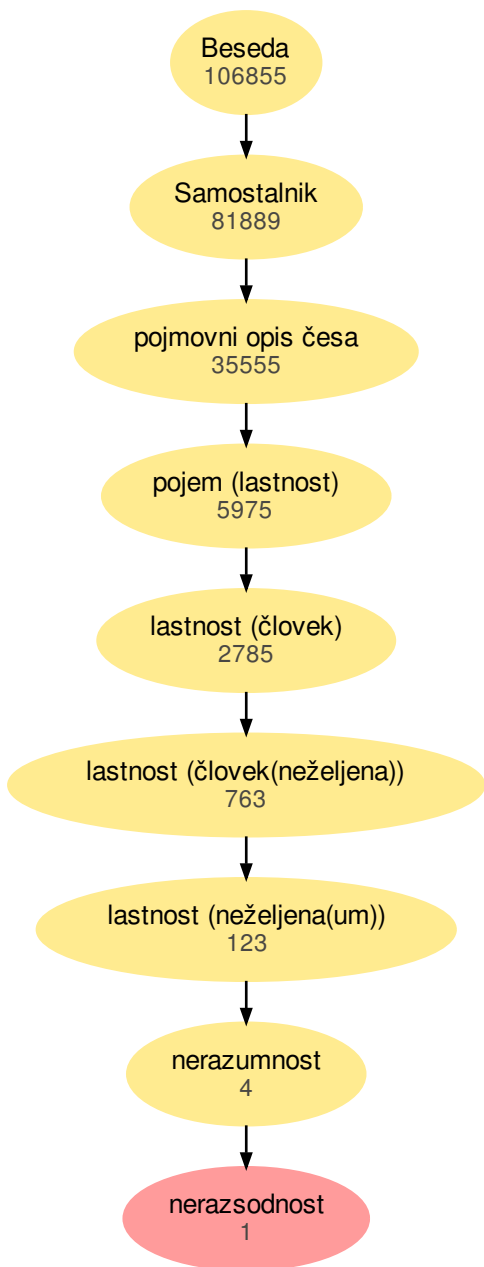 Beseda
106855
Samostalnik
81889
pojmovni opis česa
35555
pojem (lastnost)
5975
lastnost (človek)
2785
lastnost (človek(neželjena))
763
lastnost (neželjena(um))
123
nerazumnost
4
nerazsodnost
1